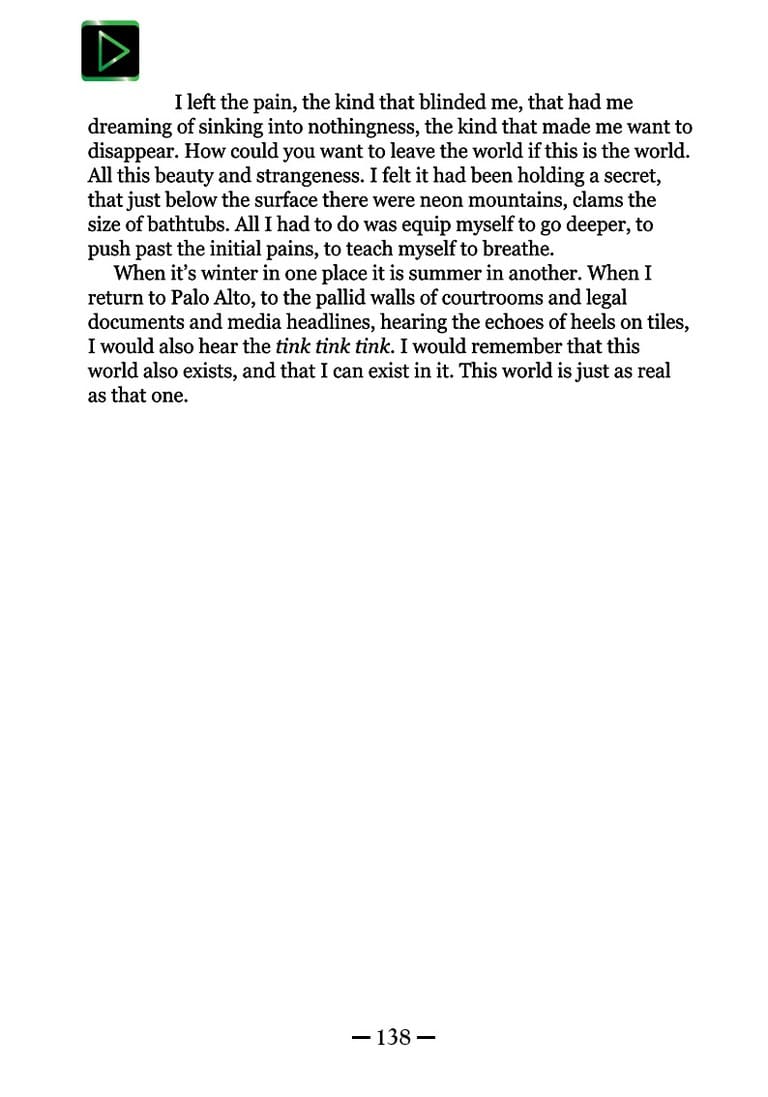 I left the pain, the kind that blinded me, that had me
dreaming of sinking into nothingness, the kind that made me want to
disappear. How could you want to leave the world if this is the world.
All this beauty and strangeness. I felt it had been holding a secret,
that just below the surface there were neon mountains, clams the
size of bathtubs. All I had to do was equip myself to go deeper, to
push past the initial pains, to teach myself to breathe.
When it’s winter in one place it is summer in another. When I
return to Palo Alto, to the pallid walls of courtrooms and legal
documents and media headlines, hearing the echoes of heels on tiles,
I would also hear the tink tink tink. I would remember that this
world also exists, and that I can exist in it. This world is just as real
as that one.
— 138 —